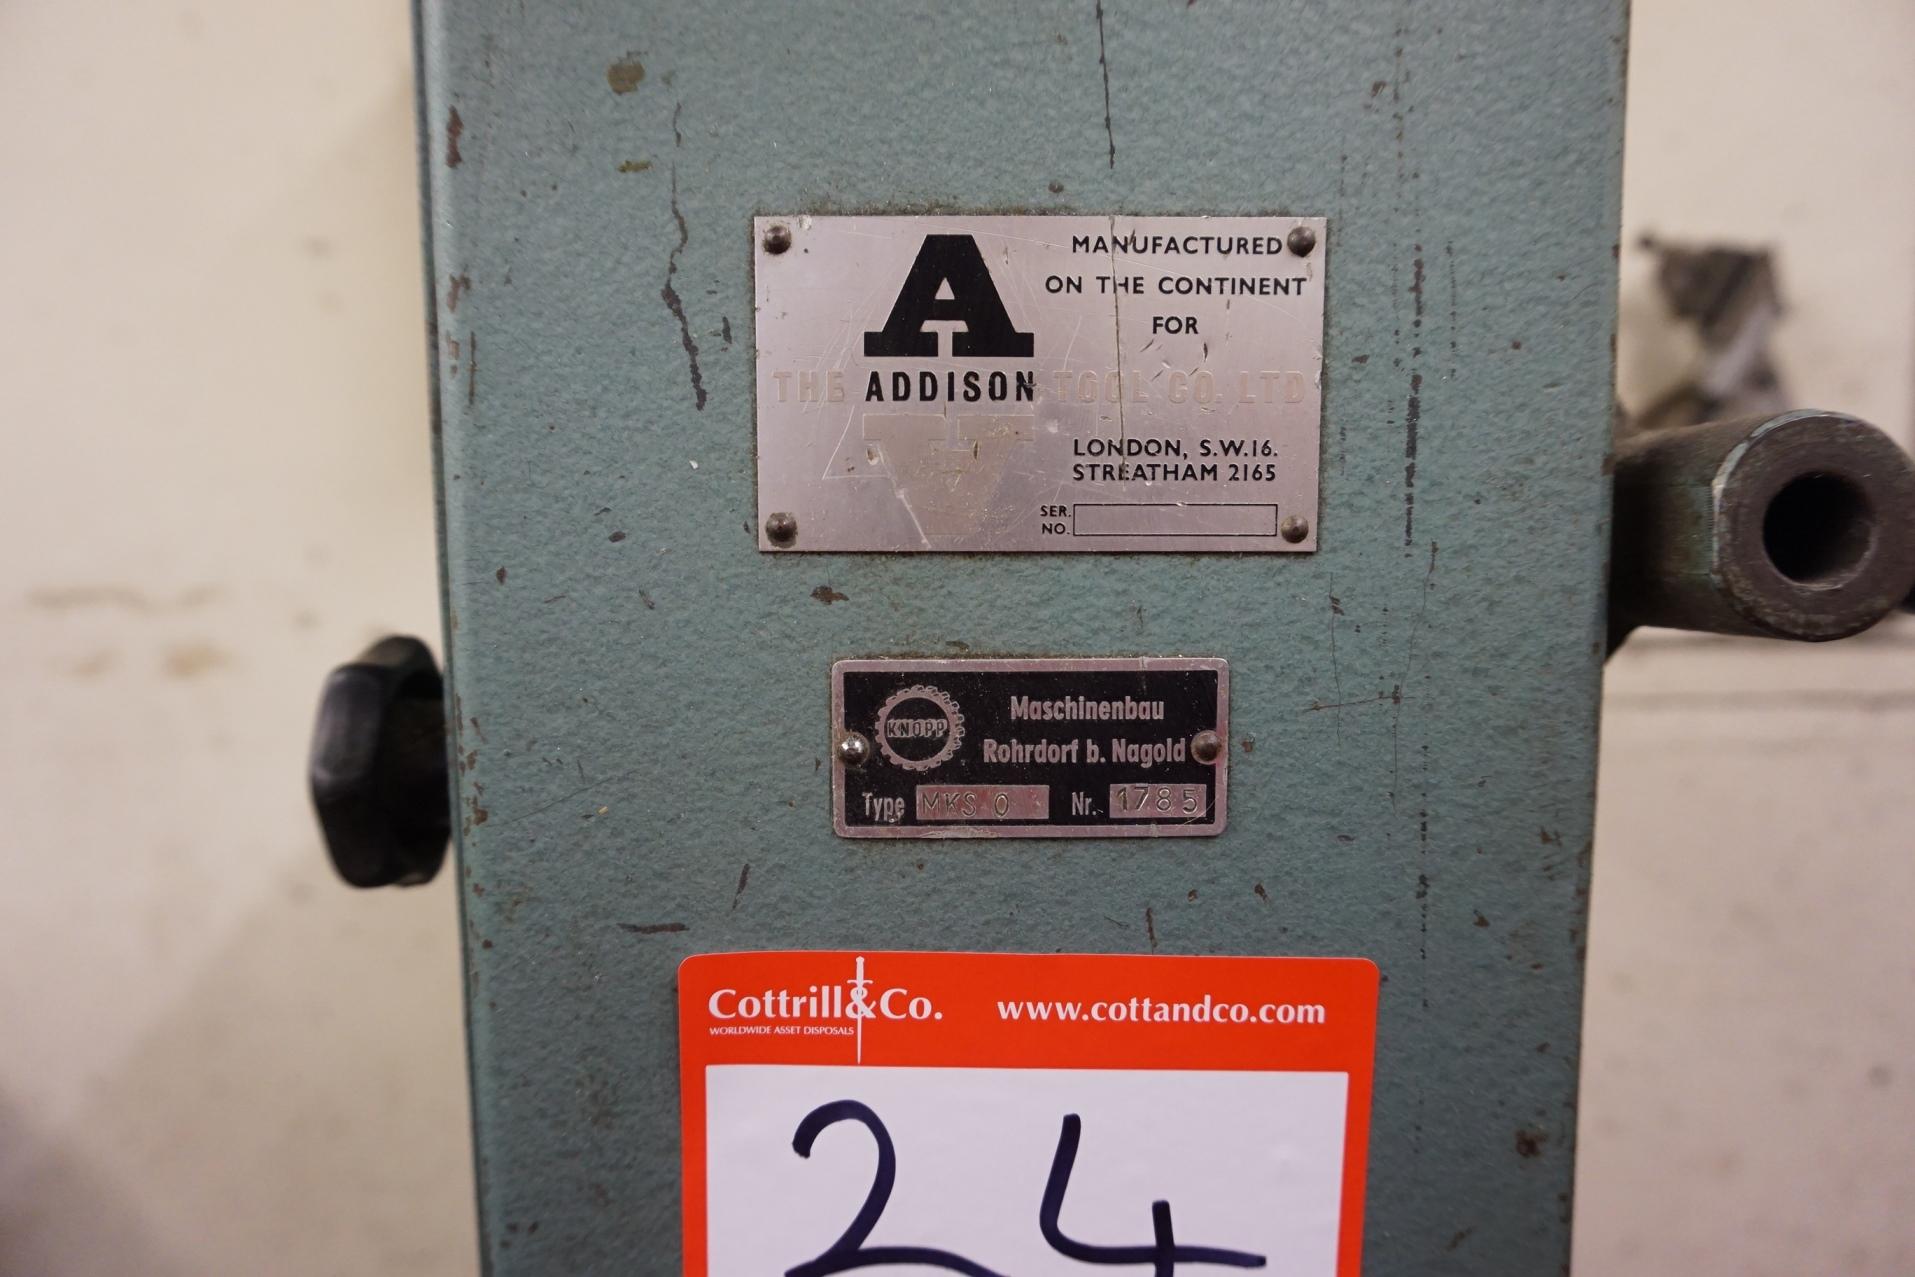 A
MANUFACTURED
ON THE CONTINENT
FOR
THE ADDISON TOOL CO. LTD
LONDON, S.W.16.
STREATHAM 2165
SER.
NO.
KNOPP
Maschinenbau
Rohrdorf b. Nagold
Type MKS 0 Nr. 1785
Cottrill&Co. www.cottandco.com
WORLDWIDE ASSET DISPOSALS
24